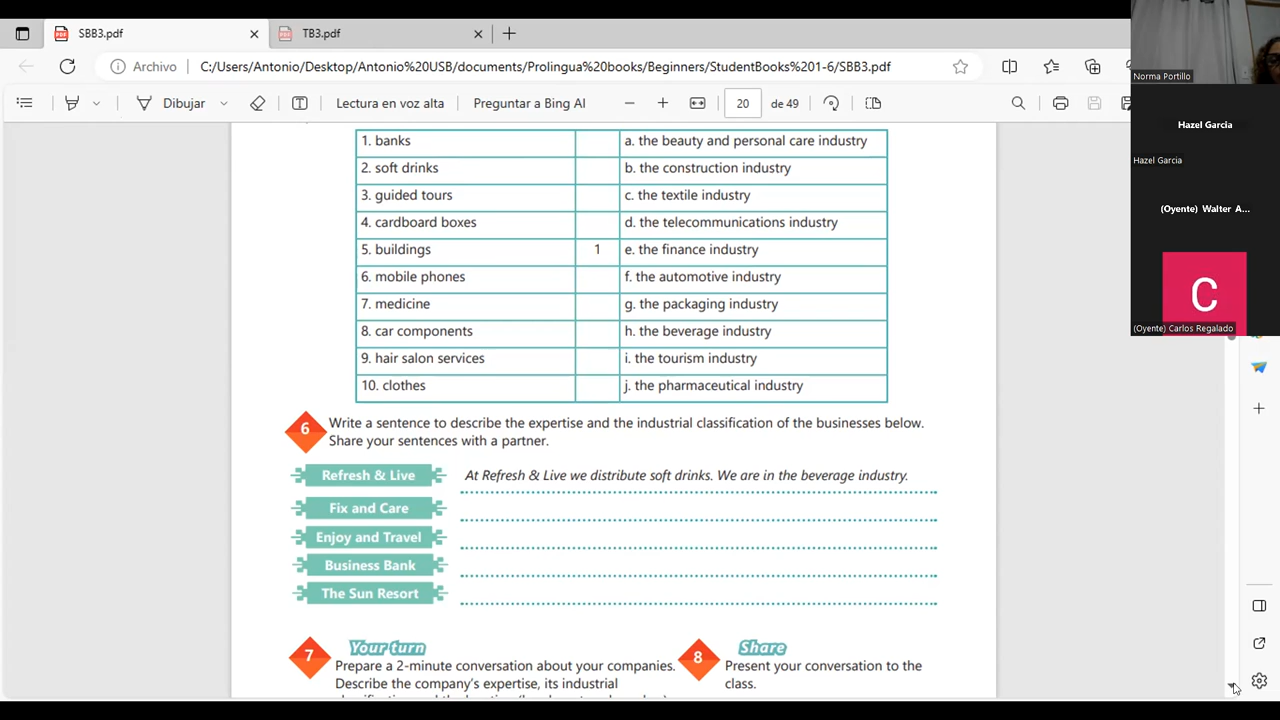 SBB3.pdf
TB3.pdf
Archivo C:/Users/Antonio/Desktop/Antonio%20USB/documents/Prolingua%20books/Beginners/StudentBooks%201-6/SBB3.pdf
Dibujar Lectura en voz alta Preguntar a Bing AI 20 de 49
Norma Portillo
Hazel Garcia
Hazel Garcia
(Oyente) Walter A...
C
(Oyente) Carlos Regalado
1. banks a. the beauty and personal care industry
2. soft drinks b. the construction industry
3. guided tours c. the textile industry
4. cardboard boxes d. the telecommunications industry
5. buildings 1 e. the finance industry
6. mobile phones f. the automotive industry
7. medicine g. the packaging industry
8. car components h. the beverage industry
9. hair salon services i. the tourism industry
10. clothes j. the pharmaceutical industry
6 Write a sentence to describe the expertise and the industrial classification of the businesses below.
Share your sentences with a partner.
Refresh & Live At Refresh & Live we distribute soft drinks. We are in the beverage industry.
Fix and Care
Enjoy and Travel
Business Bank
The Sun Resort
7 Your turn
Prepare a 2-minute conversation about your companies.
Describe the company's expertise, its industrial
8 Share
Present your conversation to the
class.